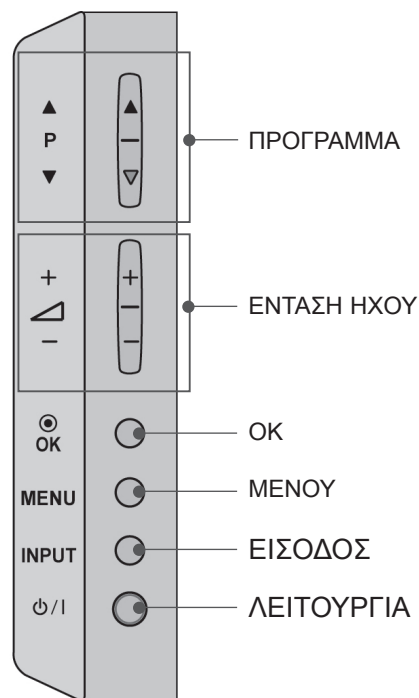 ▲
P
▼
ΠΡΟΓΡΑΜΜΑ
+
−
ΕΝΤΑΣΗ ΗΧΟΥ
OK
OK
MENU
ΜΕΝΟΥ
INPUT
ΕΙΣΟΔΟΣ
⏻/I
ΛΕΙΤΟΥΡΓΙΑ